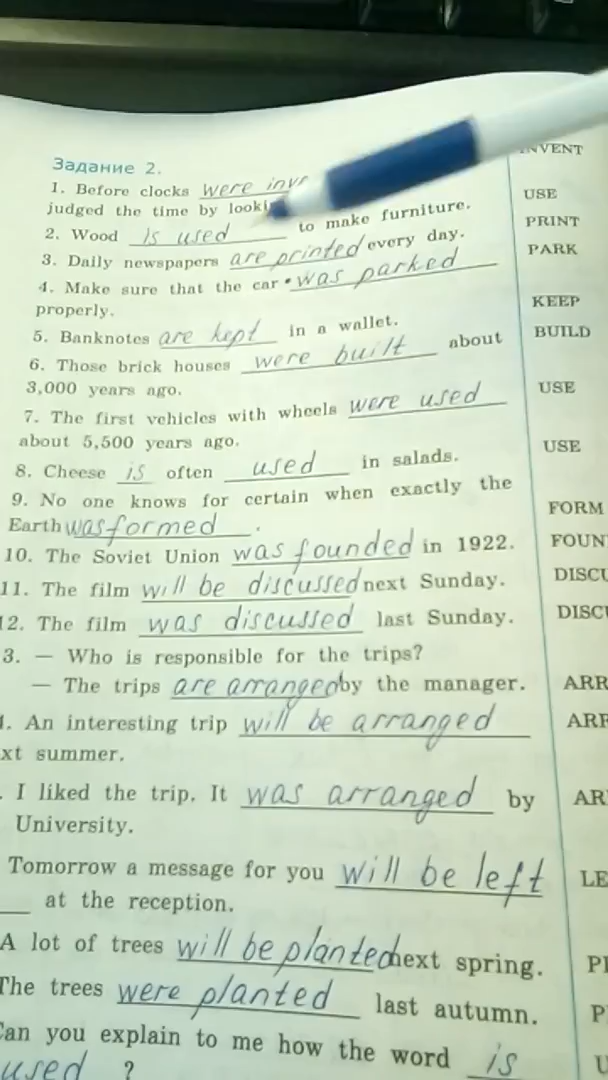 Задание 2.
1. Before clocks were
judged the time by
2. Wood is used to make furniture. USE
3. Daily newspapers are printed every day. PRINT
4. Make sure that the car was parked PARK
properly.
5. Banknotes are kept in a wallet. KEEP
6. Those brick houses were built about BUILD
3,000 years ago.
7. The first vehicles with wheels were used USE
about 5,500 years ago.
8. Cheese is often used in salads. USE
9. No one knows for certain when exactly the
Earth was formed. FORM
10. The Soviet Union was founded in 1922. FOUN
11. The film will be discussed next Sunday. DISCU
12. The film was discussed last Sunday. DISC
3. — Who is responsible for the trips?
— The trips are arranged by the manager. ARR
. An interesting trip will be arranged ARR
xt summer.
. I liked the trip. It was arranged by AR
University.
Tomorrow a message for you will be left LE
at the reception.
A lot of trees will be planted next spring. Pl
The trees were planted last autumn. P
Can you explain to me how the word is U
used ?